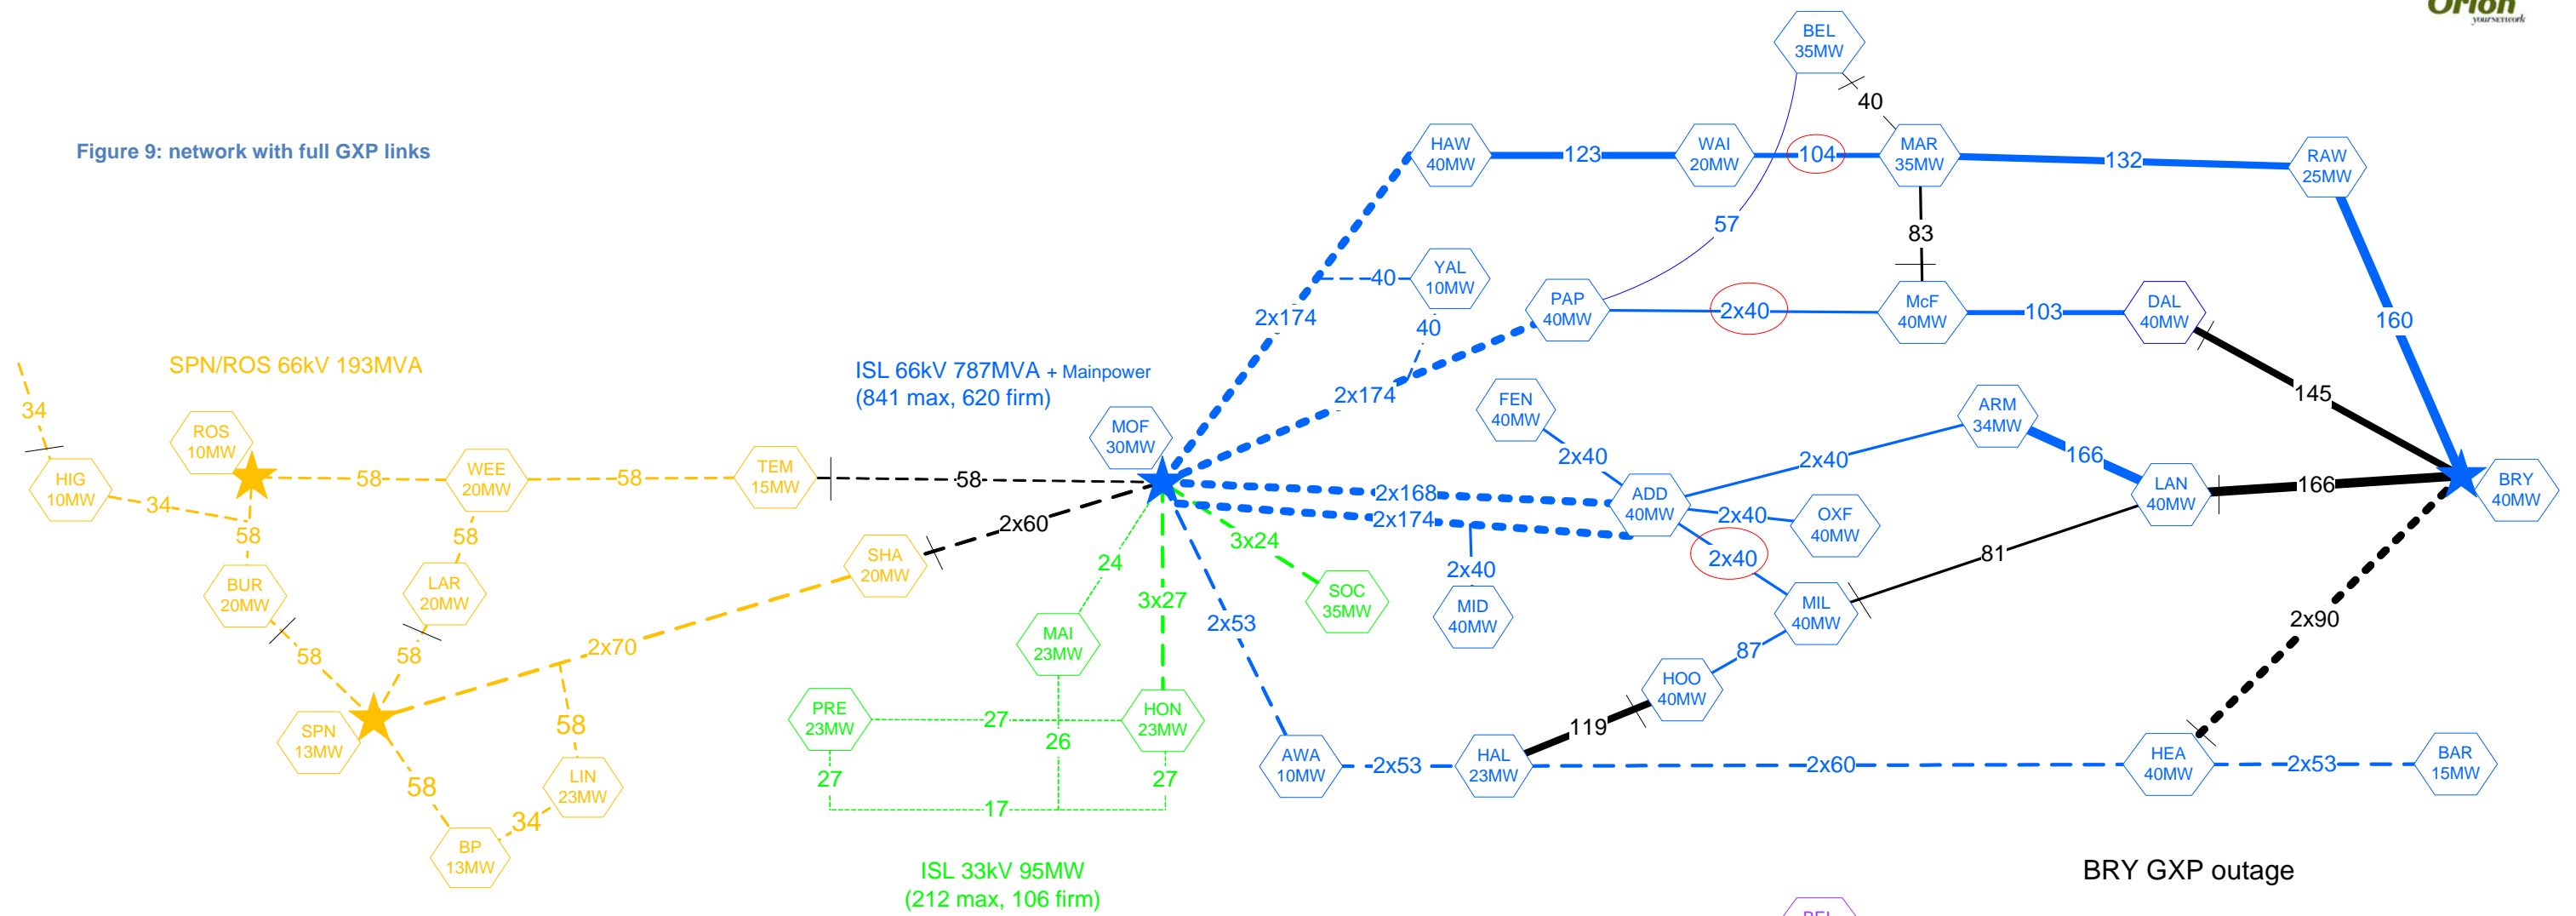 Orion
yourNETwork
Figure 9: network with full GXP links
BEL
35MW
40
HAW
40MW
123
WAI
20MW
104
MAR
35MW
132
RAW
25MW
57
83
YAL
10MW
40
40
2x174
PAP
40MW
2x40
McF
40MW
103
DAL
40MW
160
SPN/ROS 66kV 193MVA
ISL 66kV 787MVA + Mainpower
(841 max, 620 firm)
2x174
145
34
ROS
10MW
MOF
30MW
FEN
40MW
ARM
34MW
HIG
10MW
34
58
WEE
20MW
58
TEM
15MW
58
2x40
2x40
166
2x168
2x174
ADD
40MW
LAN
40MW
166
BRY
40MW
58
58
2x60
3x24
2x40
OXF
40MW
2x40
81
SHA
20MW
24
BUR
20MW
LAR
20MW
3x27
SOC
35MW
2x40
MID
40MW
MIL
40MW
2x53
2x90
MAI
23MW
58
58
2x70
87
HOO
40MW
SPN
13MW
58
PRE
23MW
27
HON
23MW
26
119
58
LIN
23MW
27
27
AWA
10MW
2x53
HAL
23MW
2x60
HEA
40MW
2x53
BAR
15MW
17
34
BP
13MW
ISL 33kV 95MW
(212 max, 106 firm)
BRY GXP outage
BEL